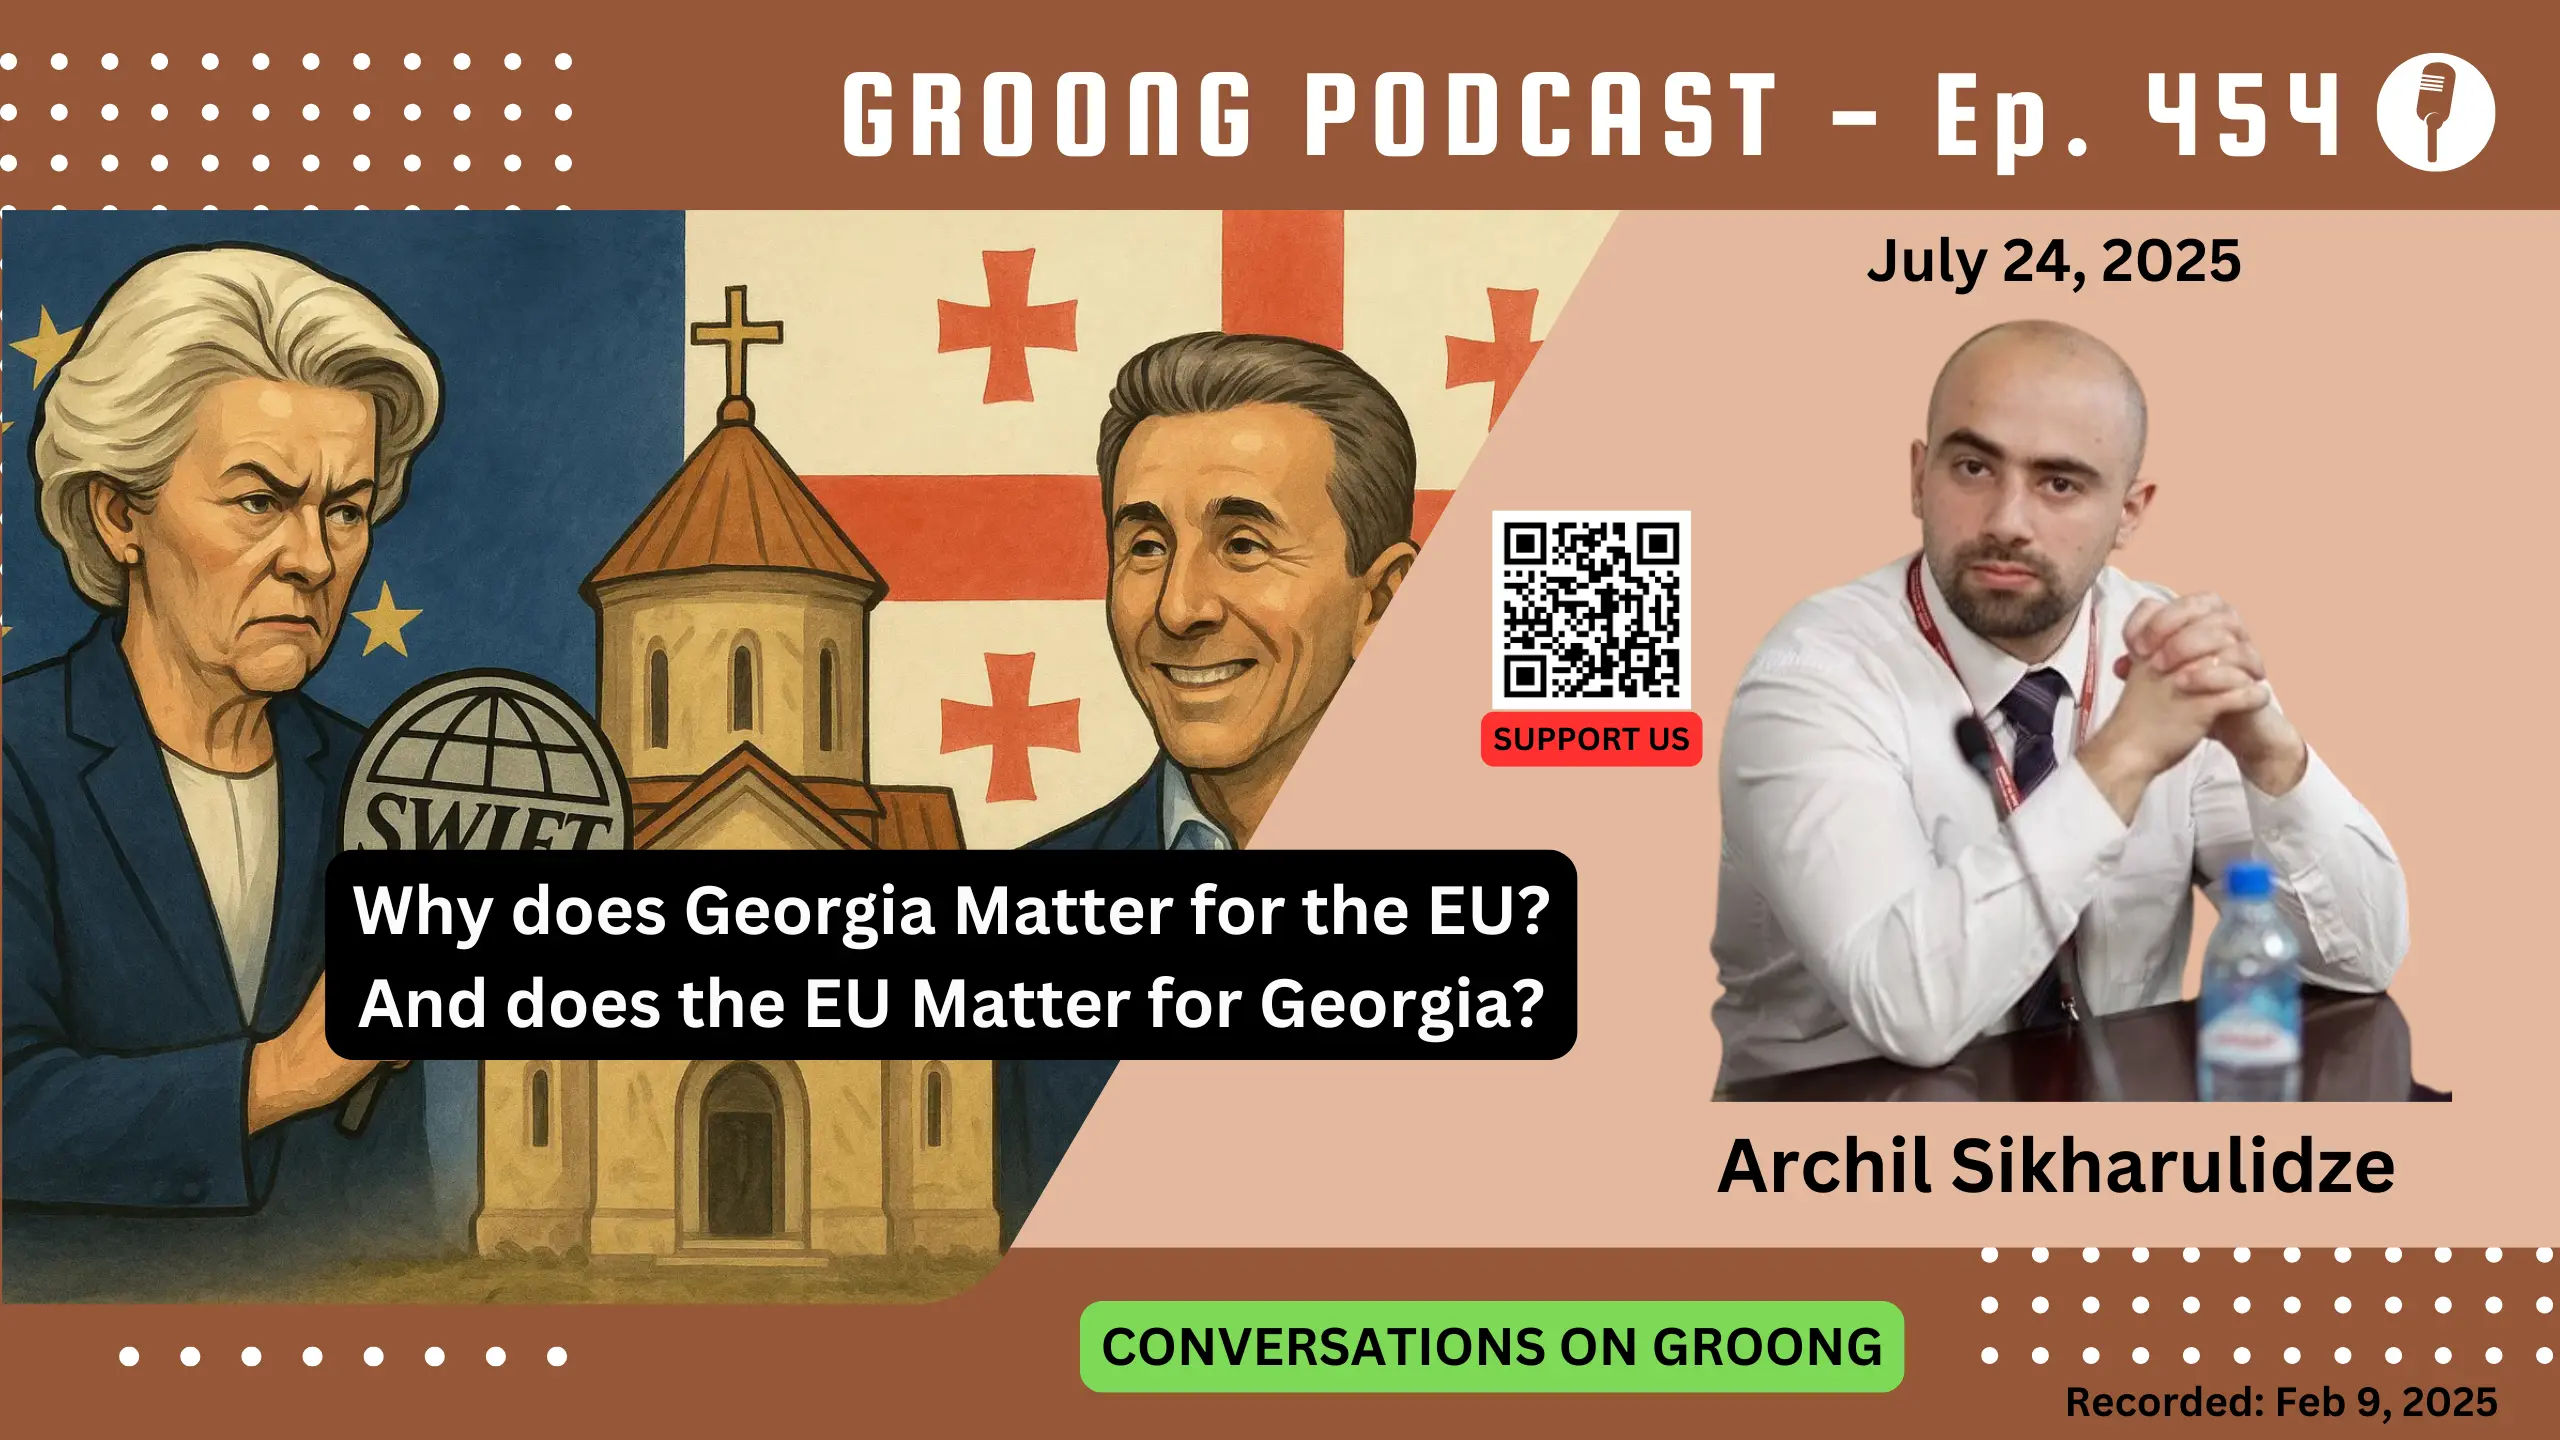 GROONG PODCAST - Ep. 454
July 24, 2025
SUPPORT US
SWIFT
Why does Georgia Matter for the EU?
And does the EU Matter for Georgia?
Archil Sikharulidze
CONVERSATIONS ON GROONG
Recorded: Feb 9, 2025